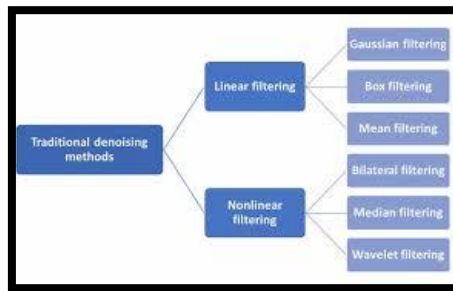 Traditional denoising
methods
Linear filtering
Nonlinear
filtering
Gaussian filtering
Box filtering
Mean filtering
Bilateral filtering
Median filtering
Wavelet filtering